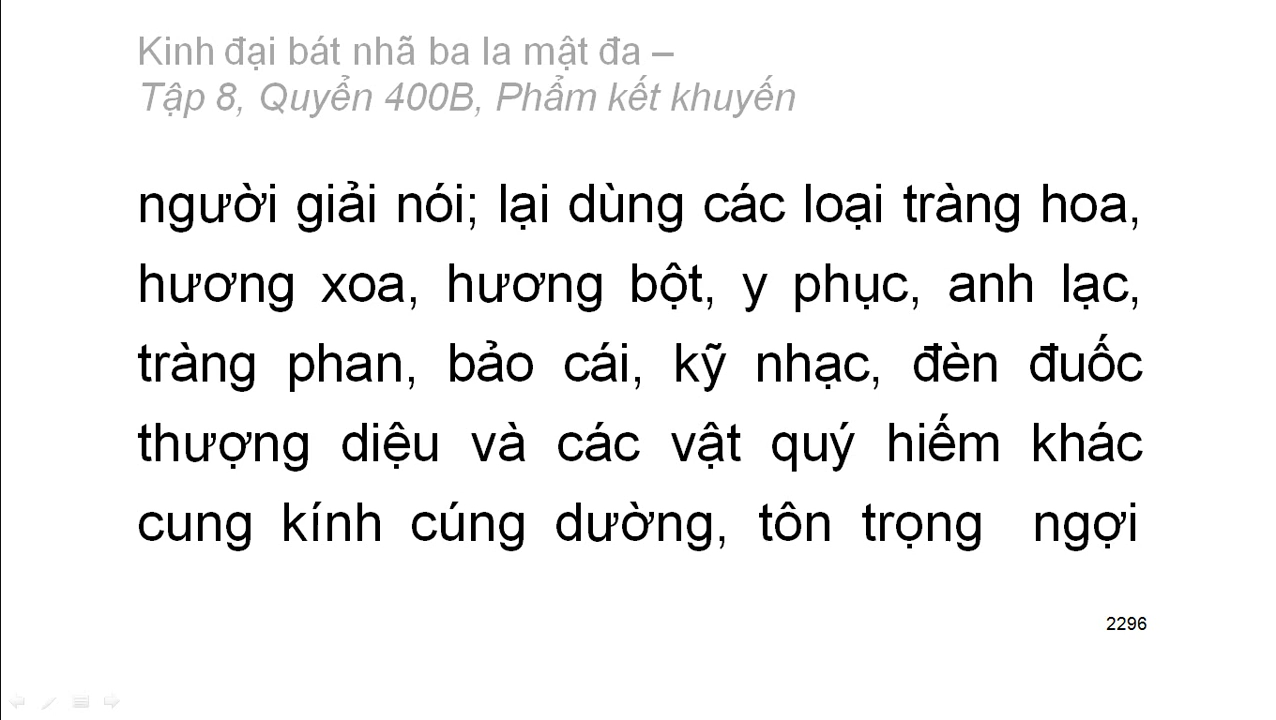 Kinh đại bát nhã ba la mật đa –
Tập 8, Quyển 400B, Phẩm kết khuyến
người giải nói; lại dùng các loại tràng hoa,
hương xoa, hương bột, y phục, anh lạc,
tràng phan, bảo cái, kỹ nhạc, đèn đuốc
thượng diệu và các vật quý hiếm khác
cung kính cúng dường, tôn trọng ngợi
2296